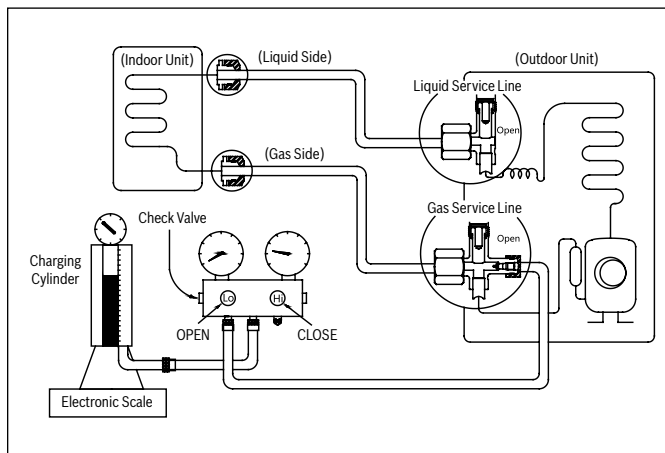 (Indoor Unit)
(Liquid Side)
(Outdoor Unit)
Liquid Service Line
Open
(Gas Side)
Gas Service Line
Open
Check Valve
Charging
Cylinder
Lo
Hi
OPEN
CLOSE
Electronic Scale